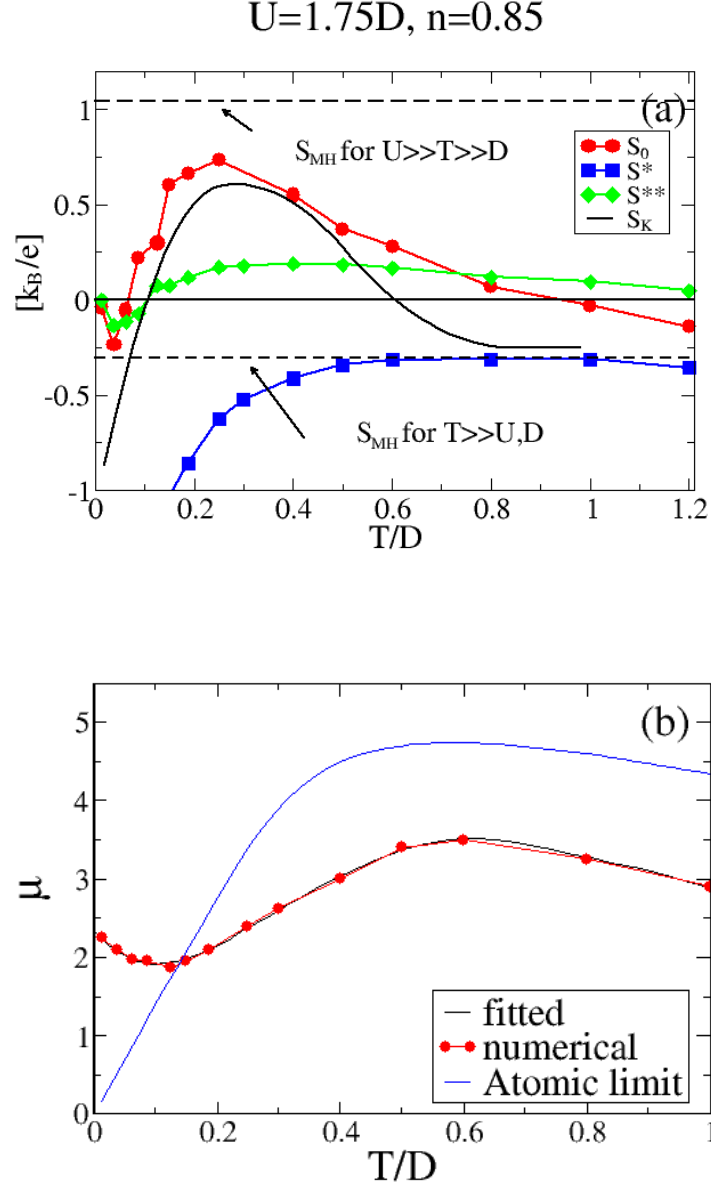 U=1.75D, n=0.85
(a)
S_MH for U>>T>>D
S_0
S*
S**
S_K
[k_B/e]
1
0.5
0
-0.5
-1
S_MH for T>>U,D
0 0.2 0.4 0.6 0.8 1 1.2
T/D
(b)
μ
5
4
3
2
1
0
fitted
numerical
Atomic limit
0 0.2 0.4 0.6 0.8 1
T/D